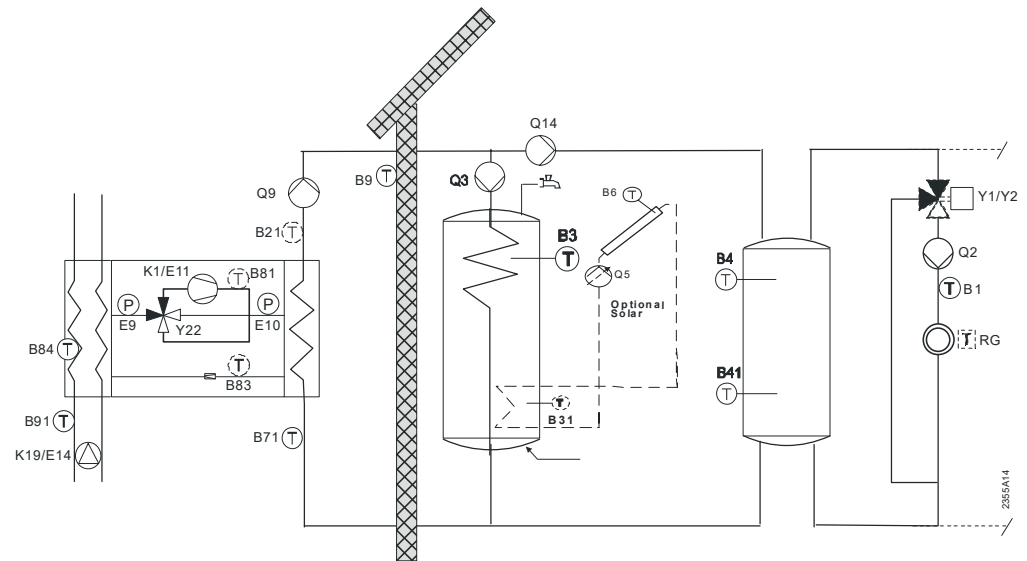 Q14
Q9
B9
T
Q3
B6
T
Y1/Y2
B21
T
B3
T
Q5
Q2
K1/E11
T
B81
P
E9
Y22
P
E10
Optional
Solar
B4
T
T
B1
B84
T
T
B83
T
RG
B41
T
B91
T
B71
T
T
B31
K19/E14
2355A14